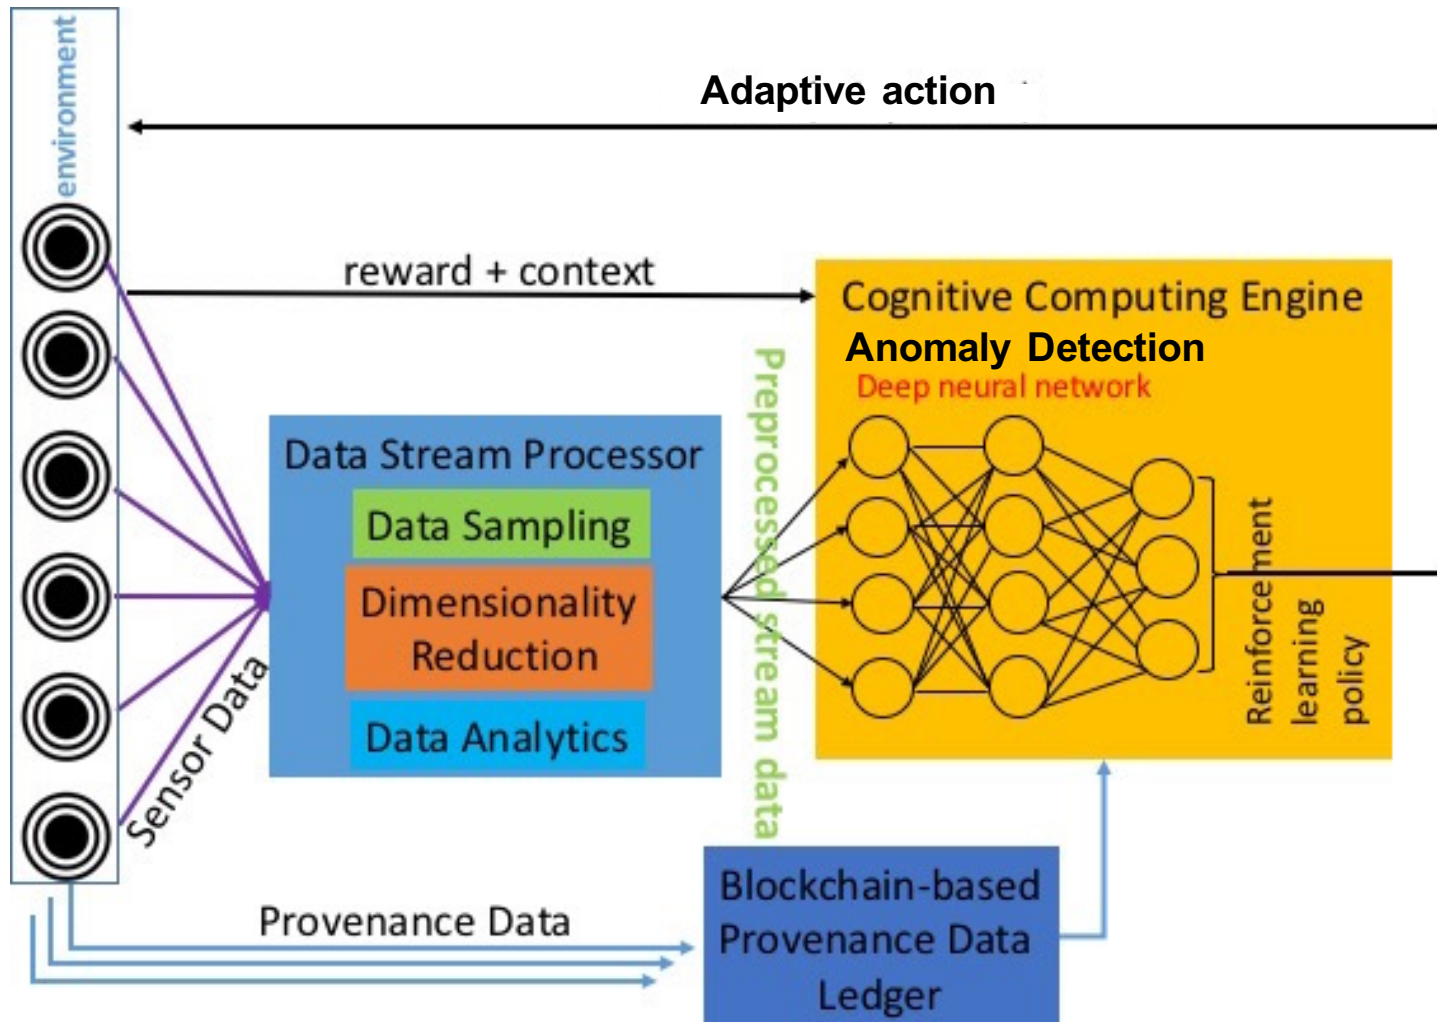 environment
Adaptive action
reward + context
Cognitive Computing Engine
Anomaly Detection
Deep neural network
Preprocessed stream data
Data Stream Processor
Data Sampling
Dimensionality
Reduction
Data Analytics
Reinforcement
learning
policy
Sensor Data
Provenance Data
Blockchain-based
Provenance Data
Ledger